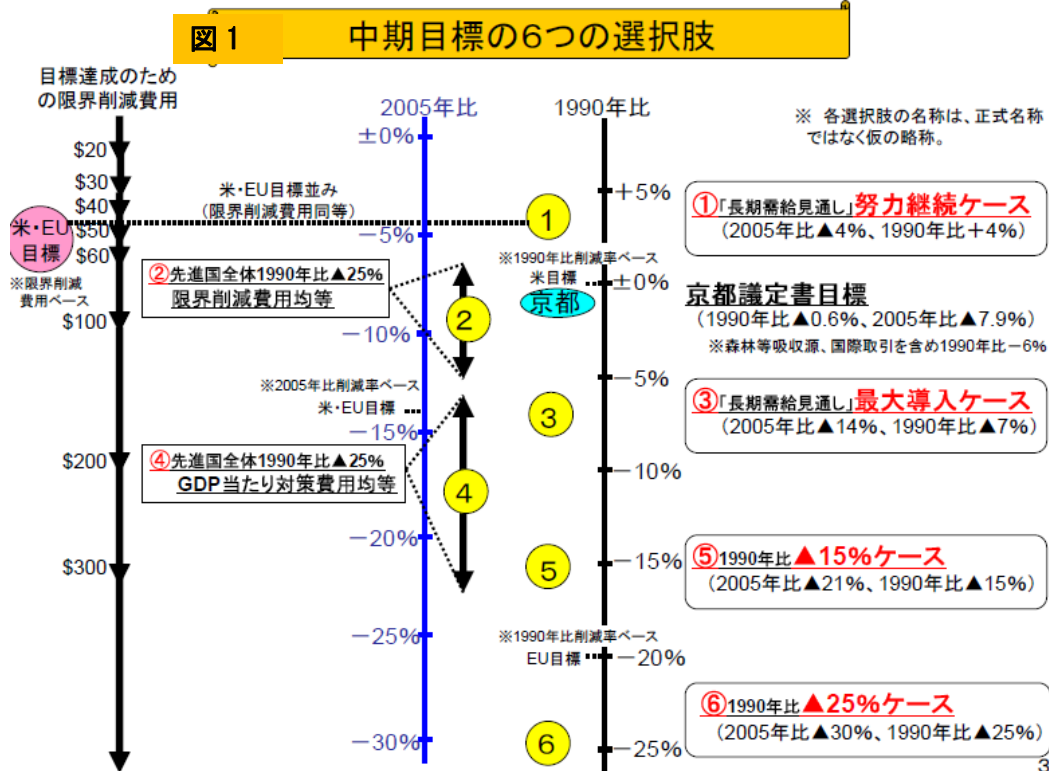 図1
中期目標の6つの選択肢
目標達成のため
の限界削減費用
2005年比
1990年比
※ 各選択肢の名称は、正式名称
ではなく仮の略称。
$20
$30
$40
$50
$60
$100
$200
$300
米・EU
目標
※限界削減
費用ベース
米・EU目標並み
(限界削減費用同等)
②先進国全体1990年比▲25%
限界削減費用均等
※2005年比削減率ベース
米・EU目標
④先進国全体1990年比▲25%
GDP当たり対策費用均等
±0%
−5%
−10%
−15%
−20%
−25%
−30%
2
4
1
※1990年比削減率ベース
米目標
京都
3
5
※1990年比削減率ベース
EU目標
6
+5%
±0%
−5%
−10%
−15%
−20%
−25%
①「長期需給見通し」努力継続ケース
(2005年比▲4%、1990年比+4%)
京都議定書目標
(1990年比▲0.6%、2005年比▲7.9%)
※森林等吸収源、国際取引を含め1990年比−6%
③「長期需給見通し」最大導入ケース
(2005年比▲14%、1990年比▲7%)
⑤1990年比▲15%ケース
(2005年比▲21%、1990年比▲15%)
⑥1990年比▲25%ケース
(2005年比▲30%、1990年比▲25%)
3